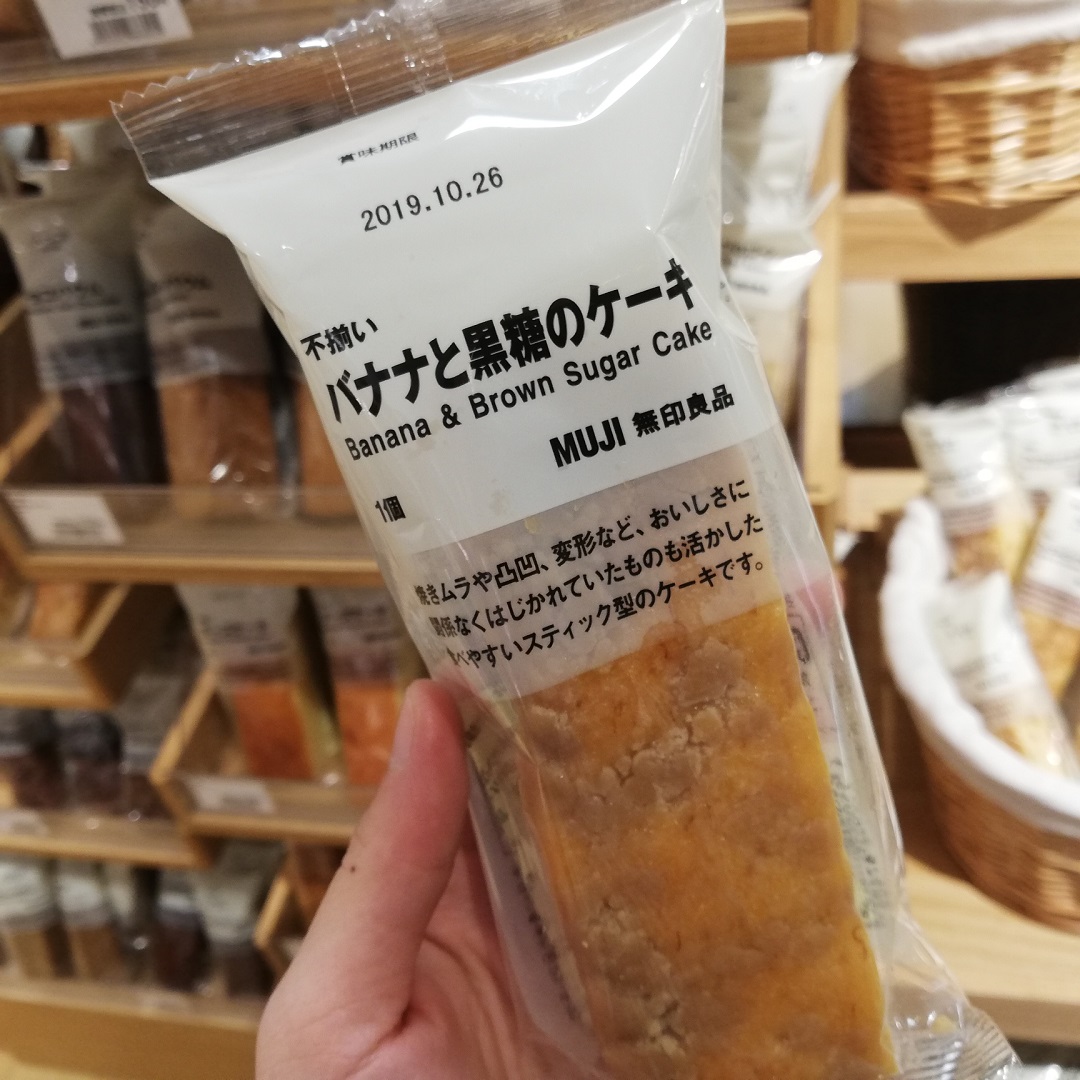 賞味期限
2019.10.26
不揃い
バナナと黒糖のケーキ
Banana & Brown Sugar Cake
MUJI 無印良品
1個
焼きムラや凸凹、変形など、おいしさに
関係なくはじかれていたものも活かした
食べやすいスティック型のケーキです。